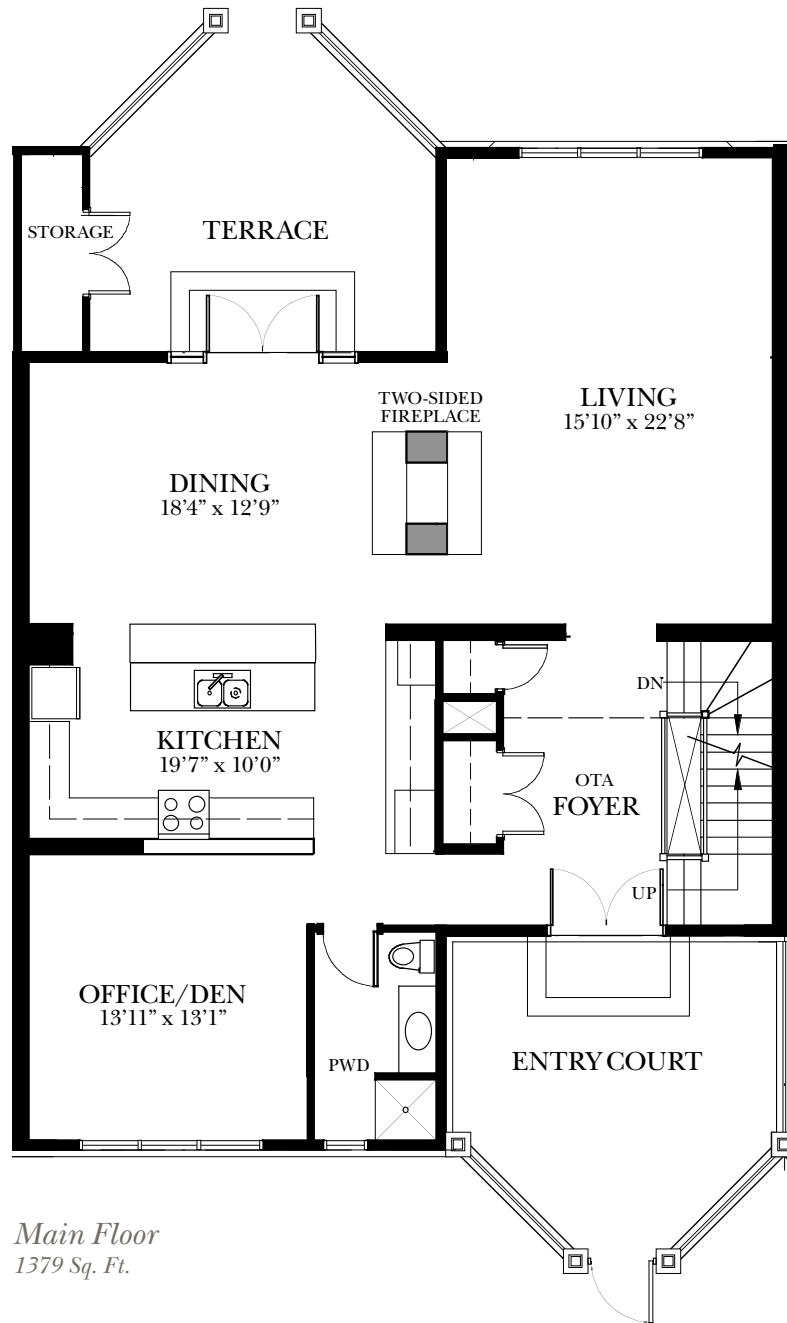 STORAGE
TERRACE
TWO-SIDED
FIREPLACE
LIVING
15'10” x 22'8”
DINING
18'4” x 12'9”
DN
KITCHEN
19'7” x 10'0”
OTA
FOYER
UP
OFFICE/DEN
13'11” x 13'1”
PWD
ENTRY COURT
Main Floor
1379 Sq. Ft.